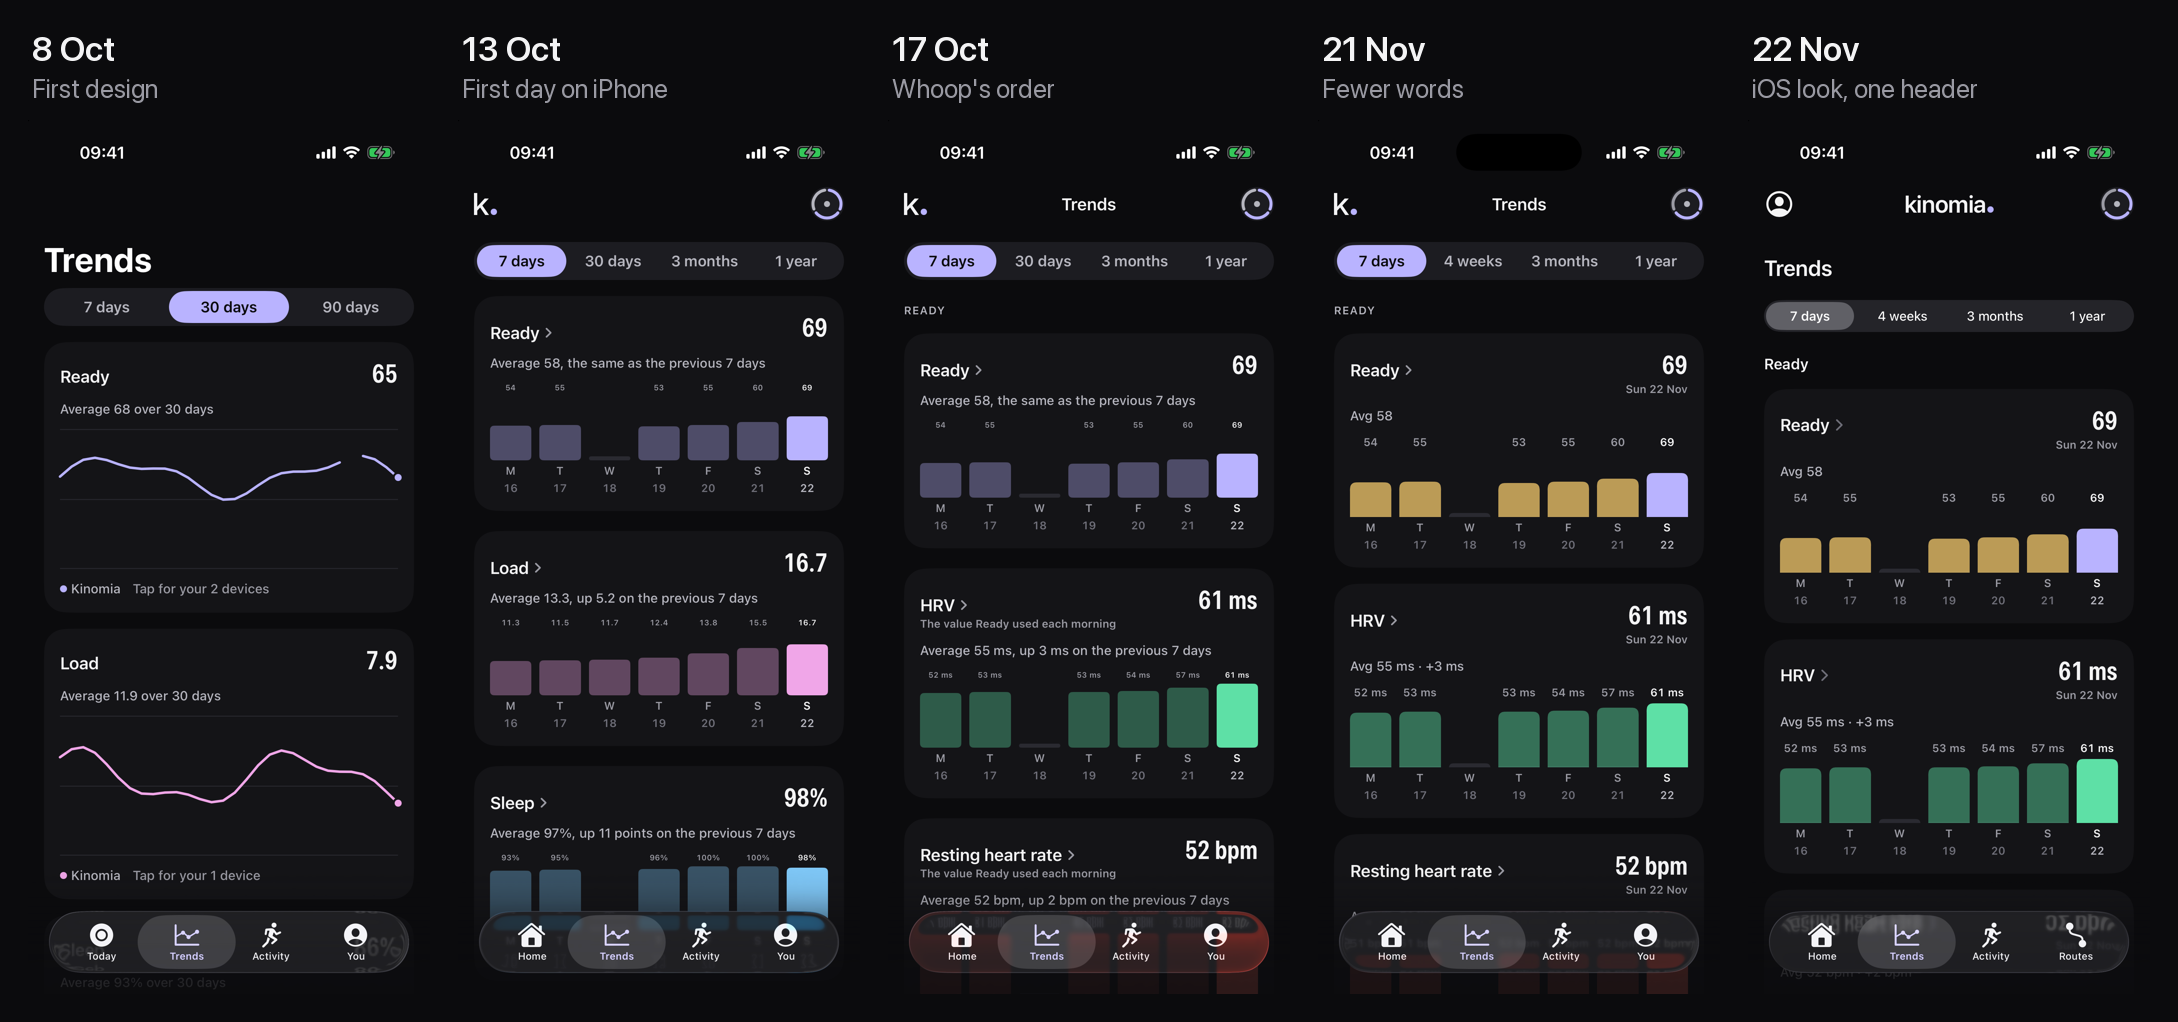 8 Oct
First design
09:41
Trends
7 days 30 days 90 days
Ready 65
Average 68 over 30 days
Kinomia Tap for your 2 devices
Load 7.9
Average 11.9 over 30 days
Kinomia Tap for your 1 device
Today Trends Activity You
Average 93% over 30 days
13 Oct
First day on iPhone
09:41
k.
7 days 30 days 3 months 1 year
Ready > 69
Average 58, the same as the previous 7 days
54 55 53 55 60 69
M T W T F S S
16 17 18 19 20 21 22
Load > 16.7
Average 13.3, up 5.2 on the previous 7 days
11.3 11.5 11.7 12.4 13.8 15.5 16.7
M T W T F S S
16 17 18 19 20 21 22
Sleep > 98%
Average 97%, up 11 points on the previous 7 days
93% 95% 96% 100% 100% 98%
Home Trends Activity You
17 Oct
Whoop's order
09:41
k. Trends
7 days 30 days 3 months 1 year
READY
Ready > 69
Average 58, the same as the previous 7 days
54 55 53 55 60 69
M T W T F S S
16 17 18 19 20 21 22
HRV > 61 ms
The value Ready used each morning
Average 55 ms, up 3 ms on the previous 7 days
52 ms 53 ms 53 ms 54 ms 57 ms 61 ms
M T W T F S S
16 17 18 19 20 21 22
Resting heart rate > 52 bpm
The value Ready used each morning
Average 52 bpm, up 2 bpm on the previous 7 days
Home Trends Activity You
21 Nov
Fewer words
09:41
k. Trends
7 days 4 weeks 3 months 1 year
READY
Ready > 69
Sun 22 Nov
Avg 58
54 55 53 55 60 69
M T W T F S S
16 17 18 19 20 21 22
HRV > 61 ms
Sun 22 Nov
Avg 55 ms · +3 ms
52 ms 53 ms 53 ms 54 ms 57 ms 61 ms
M T W T F S S
16 17 18 19 20 21 22
Resting heart rate > 52 bpm
Sun 22 Nov
Home Trends Activity You
22 Nov
iOS look, one header
09:41
kinomia.
Trends
7 days 4 weeks 3 months 1 year
Ready
Ready > 69
Sun 22 Nov
Avg 58
54 55 53 55 60 69
M T W T F S S
16 17 18 19 20 21 22
HRV > 61 ms
Sun 22 Nov
Avg 55 ms · +3 ms
52 ms 53 ms 53 ms 54 ms 57 ms 61 ms
M T W T F S S
16 17 18 19 20 21 22
Home Trends Activity Routes
Avg 52 bpm · +2 bpm